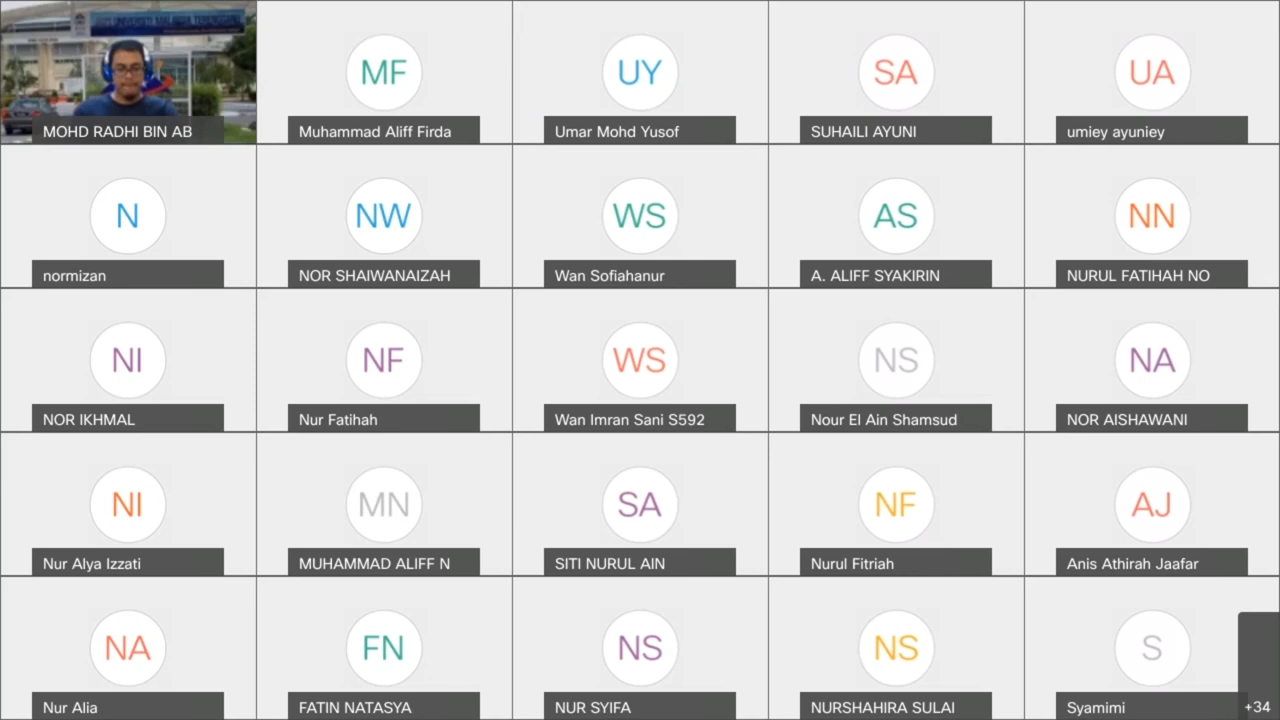 UNIVERSITI MALAYSIA TERENGGANU
MOHD RADHI BIN AB
MF
Muhammad Aliff Firda
UY
Umar Mohd Yusof
SA
SUHAILI AYUNI
UA
umiey ayuniey
N
normizan
NW
NOR SHAIWANAIZAH
WS
Wan Sofiahanur
AS
A. ALIFF SYAKIRIN
NN
NURUL FATIHAH NO
NI
NOR IKHMAL
NF
Nur Fatihah
WS
Wan Imran Sani S592
NS
Nour El Ain Shamsud
NA
NOR AISHAWANI
NI
Nur Alya Izzati
MN
MUHAMMAD ALIFF N
SA
SITI NURUL AIN
NF
Nurul Fitriah
AJ
Anis Athirah Jaafar
NA
Nur Alia
FN
FATIN NATASYA
NS
NUR SYIFA
NS
NURSHAHIRA SULAI
S
Syamimi
+34